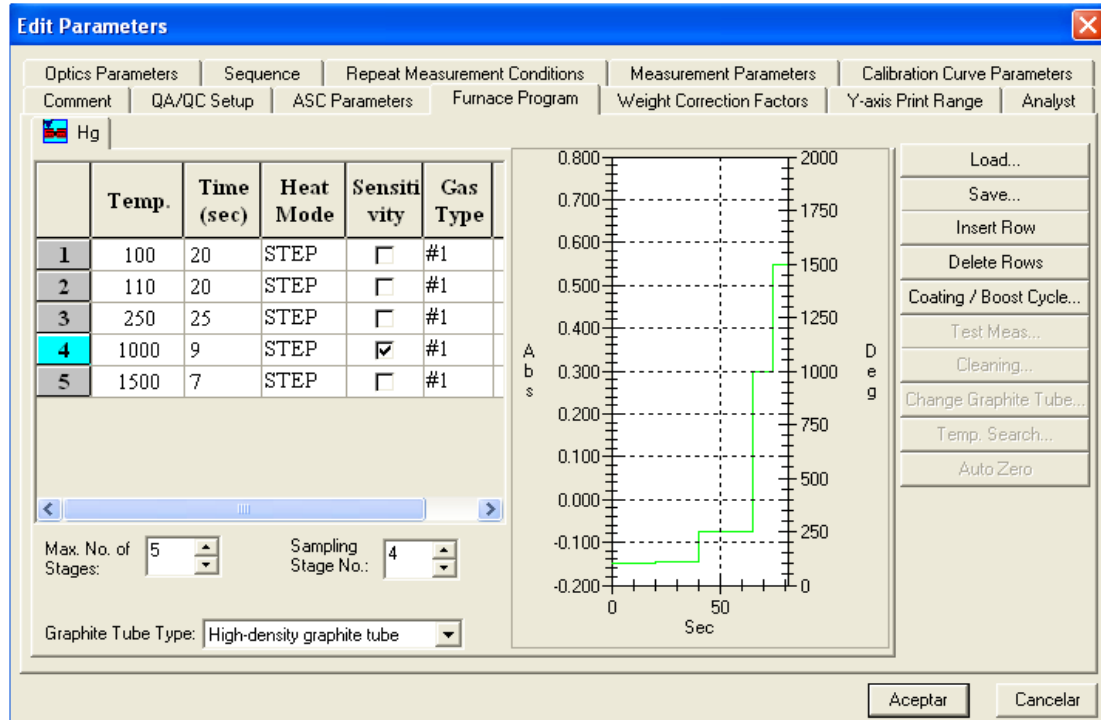 Edit Parameters
Optics Parameters Sequence Repeat Measurement Conditions Measurement Parameters Calibration Curve Parameters
Comment QA/QC Setup ASC Parameters Furnace Program Weight Correction Factors Y-axis Print Range Analyst
Hg
Temp. Time (sec) Heat Mode Sensiti vity Gas Type
1 100 20 STEP #1
2 110 20 STEP #1
3 250 25 STEP #1
4 1000 9 STEP #1
5 1500 7 STEP #1
Max. No. of Stages: 5 Sampling Stage No.: 4
Graphite Tube Type: High-density graphite tube
0.800
0.700
0.600
0.500
0.400
0.300
0.200
0.100
0.000
-0.100
-0.200
Abs
2000
1750
1500
1250
1000
750
500
250
0
Deg
0 50
Sec
Load...
Save...
Insert Row
Delete Rows
Coating / Boost Cycle...
Test Meas...
Cleaning...
Change Graphite Tube...
Temp. Search...
Auto Zero
Aceptar Cancelar